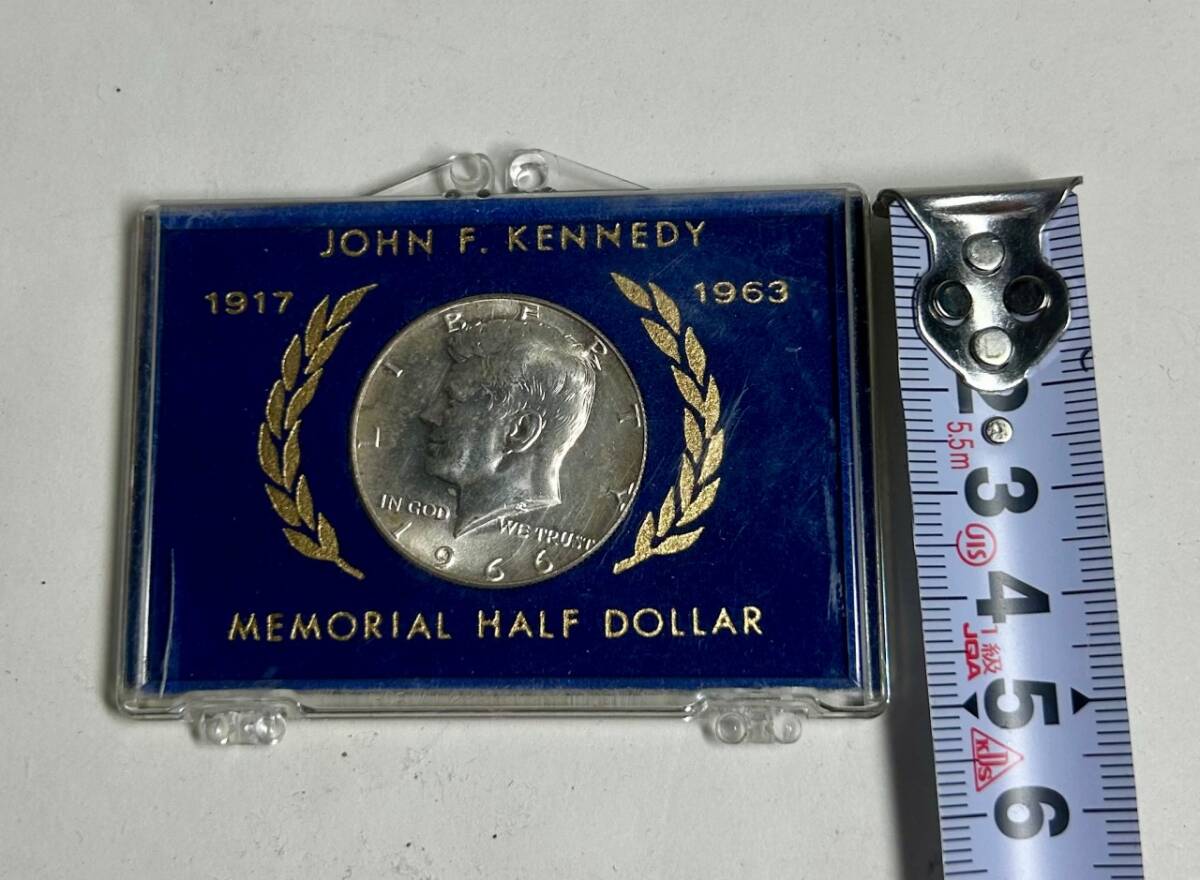 JOHN F. KENNEDY
1917 1963
LIBERTY
IN GOD WE TRUST
1966
MEMORIAL HALF DOLLAR
2
5.5m
3
JIS
4
1級
JQA
5
KDS
6